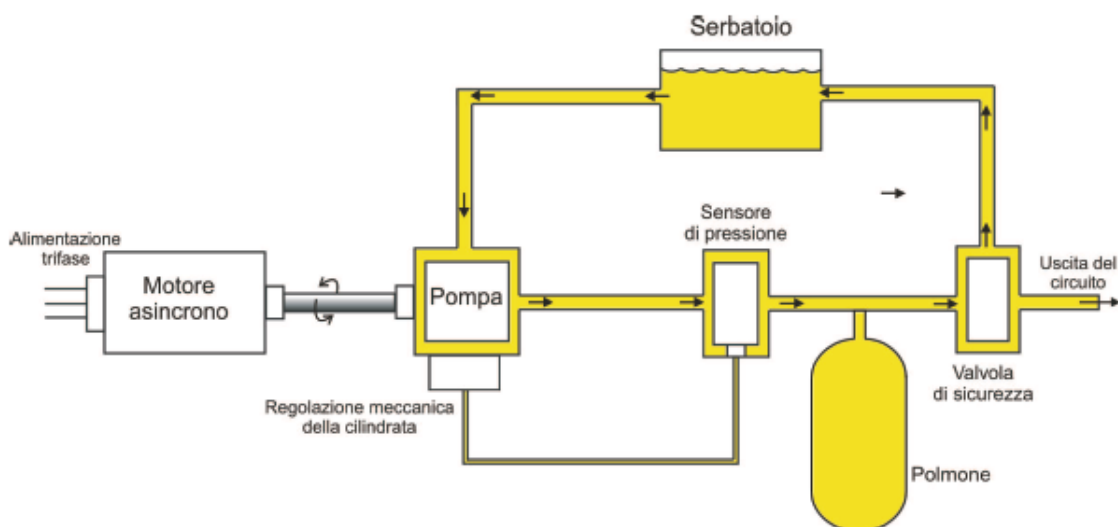 Serbatoio
Sensore
di pressione
Alimentazione
trifase
Motore
asincrono
Pompa
Uscita del
circuito
Regolazione meccanica
della cilindrata
Valvola
di sicurezza
Polmone